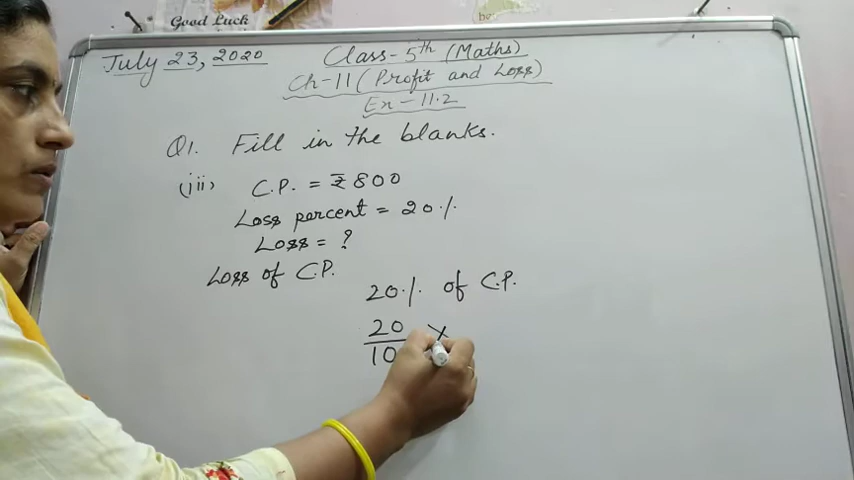 Good Luck
July 23, 2020 Class-5th (Maths)
Ch-11 (Profit and Loss)
Ex-11.2
Q1. Fill in the blanks.
(iii) C.P. = ₹800
Loss percent = 20%
Loss = ?
Loss of C.P.
20% of C.P.
20
10 ×